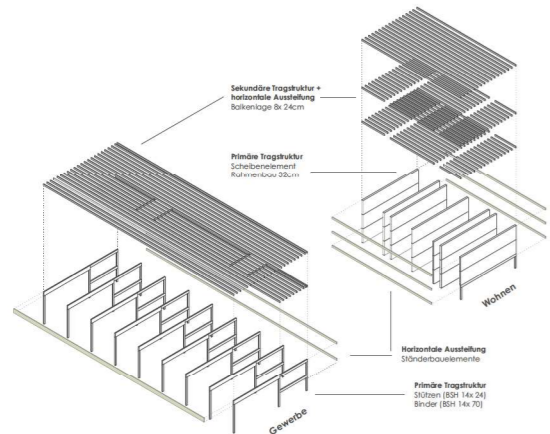 Sekundäre Tragstruktur +
horizontale Aussteifung
Balkenlage 8x 24cm
Primäre Tragstruktur
Scheibenelement
Rahmenbau 32cm
Wohnen
Horizontale Aussteifung
Ständerbauelemente
Primäre Tragstruktur
Stützen (BSH 14x 24)
Binder (BSH 14x 70)
Gewerbe